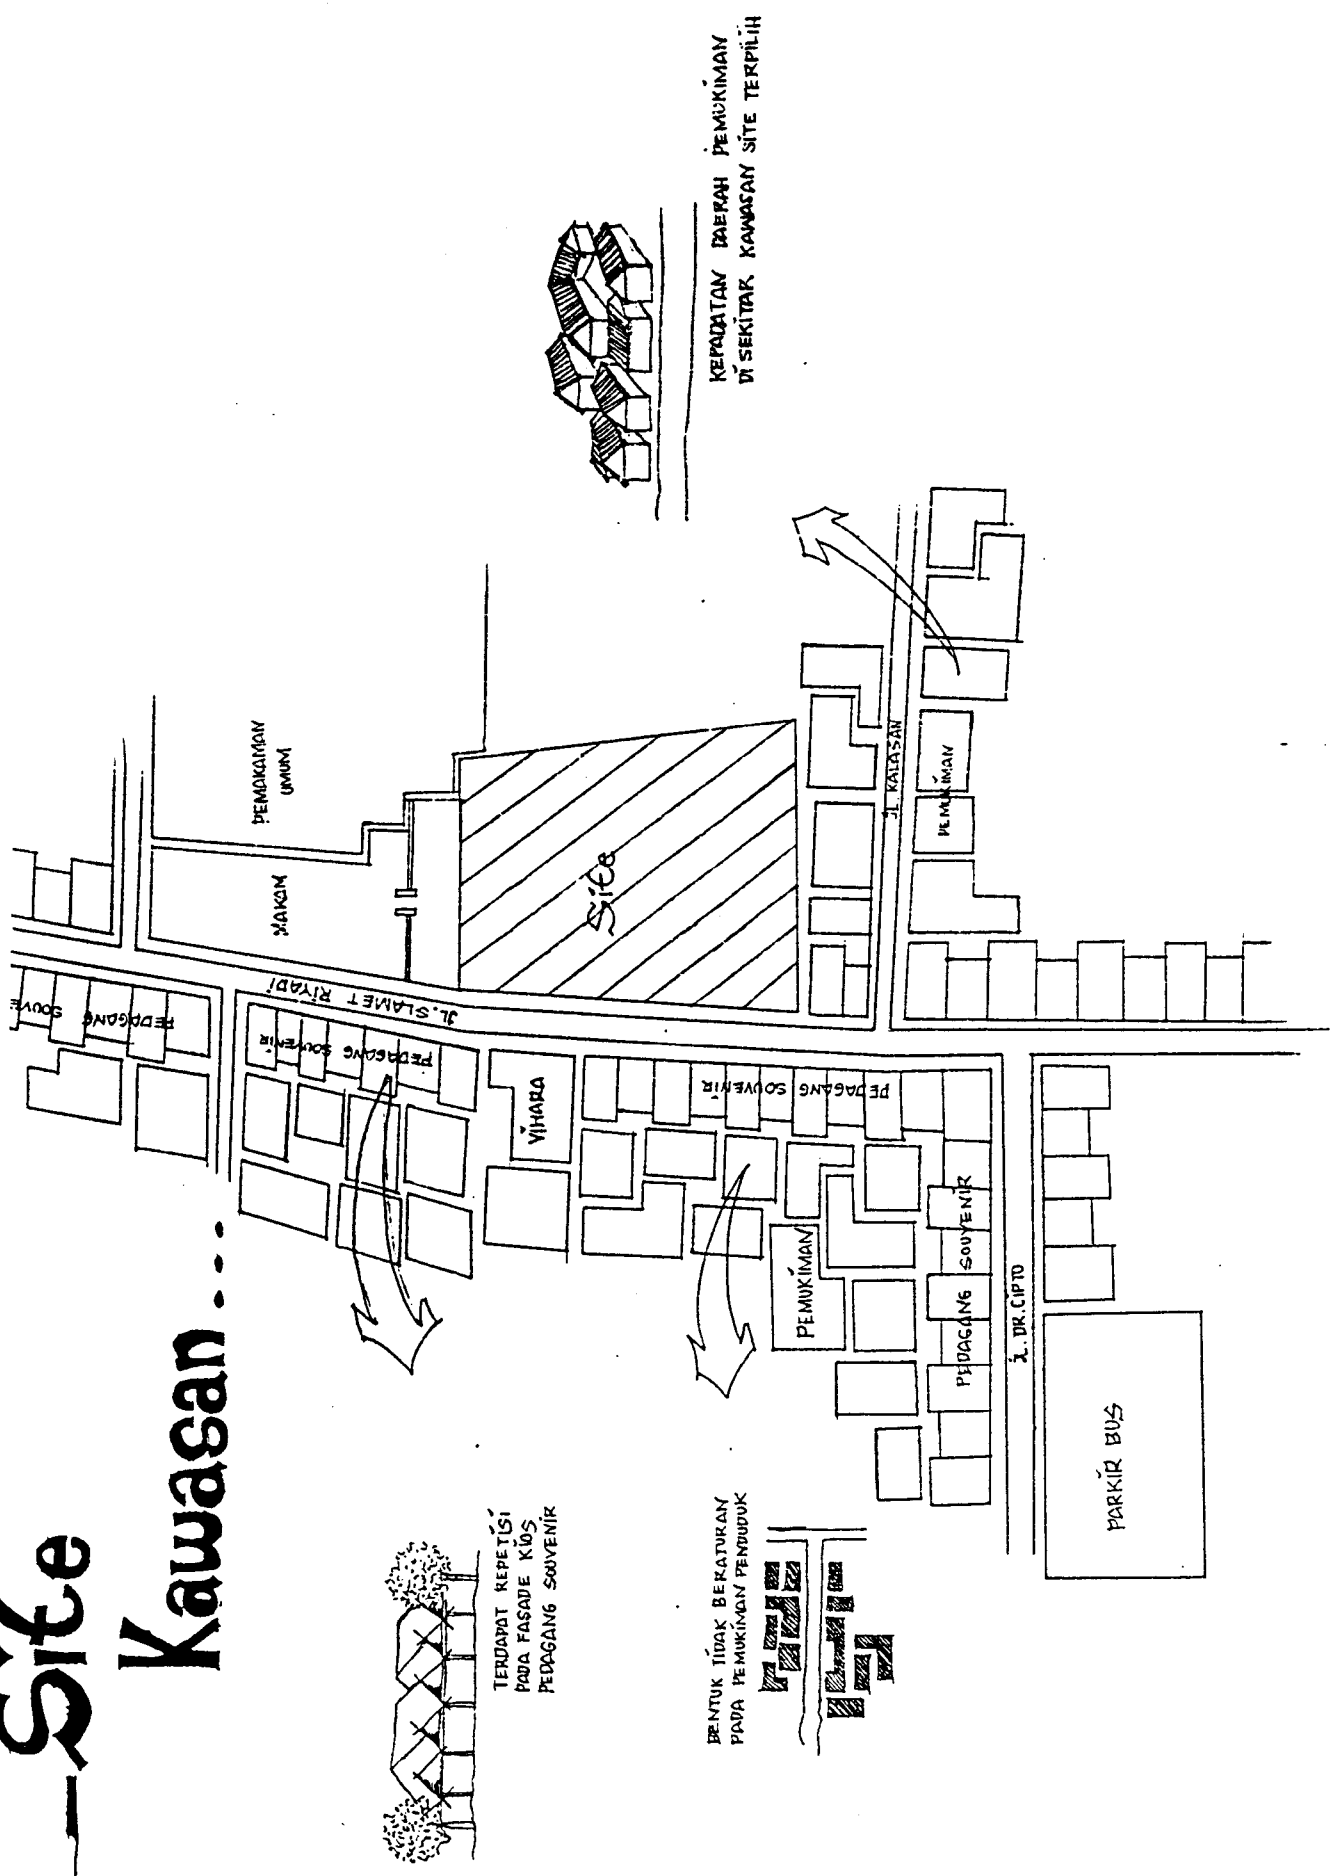 Site
Kawasan....
TERDAPAT REPETISI
PADA FASADE KIOS
PEDAGANG SOUVENIR
BENTUK TIDAK BERATURAN
PADA PEMUKIMAN PENDUDUK
KEPADATAN DAERAH PEMUKIMAN
DI SEKITAR KAWASAN SITE TERPILIH
PEMAKAMAN
UMUM
MAKAM
Site
JL. SLAMET RIYADI
PEDAGANG SOUVE
PEDAGANG SOUVENIR
VIHARA
PEDAGANG SOUVENIR
PEMUKIMAN
PEDAGANG SOUVENIR
JL. DR. CIPTO
PARKIR BUS
JL. KALASAN
PEMUKIMAN